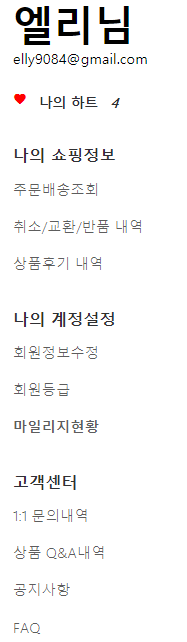 엘리님
elly9084@gmail.com
나의 하트 4
나의 쇼핑정보
주문배송조회
취소/교환/반품 내역
상품후기 내역
나의 계정설정
회원정보수정
회원등급
마일리지현황
고객센터
1:1 문의내역
상품 Q&A내역
공지사항
FAQ